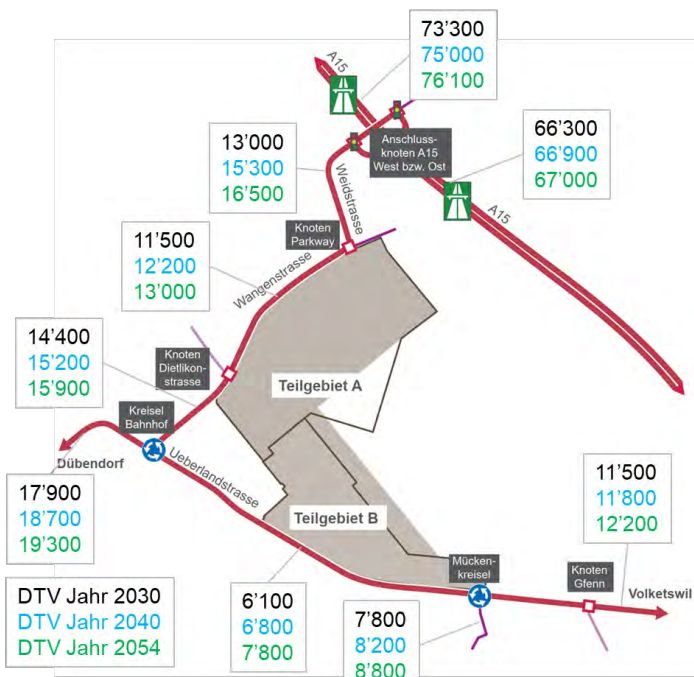 73'300
75'000
76'100
A15
13'000
15'300
16'500
Anschluss-
knoten A15
West bzw. Ost
66'300
66'900
67'000
Weidstrasse
A15
Knoten
Parkway
11'500
12'200
13'000
Wangenstrasse
14'400
15'200
15'900
Knoten
Dietlikon-
strasse
Teilgebiet A
Kreisel
Bahnhof
Dübendorf
Ueberlandstrasse
17'900
18'700
19'300
11'500
11'800
12'200
Teilgebiet B
Mücken-
kreisel
Knoten
Gfenn
Volketswil
DTV Jahr 2030
DTV Jahr 2040
DTV Jahr 2054
6'100
6'800
7'800
7'800
8'200
8'800